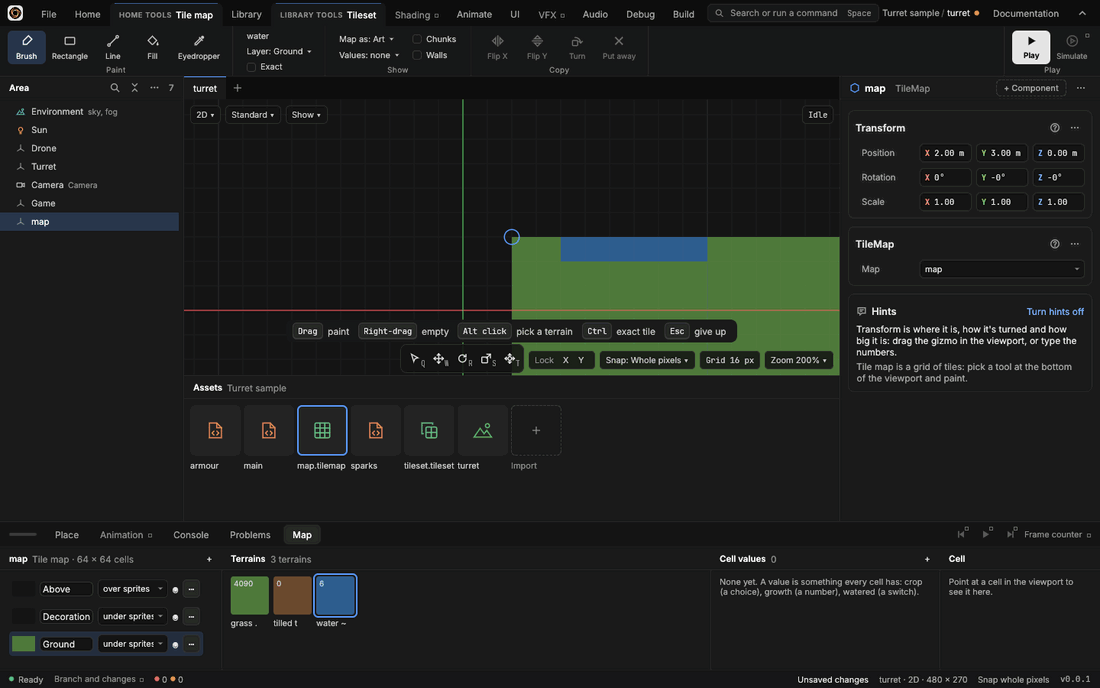 File Home HOME TOOLS Tile map Library LIBRARY TOOLS Tileset Shading Animate UI VFX Audio Debug Build Search or run a command Space Turret sample / turret Documentation
Brush Rectangle Line Fill Eyedropper
Paint
water
Layer: Ground
Exact
Map as: Art Chunks
Values: none Walls
Show
Flip X Flip Y Turn Put away
Copy
Play Simulate
Play
Area 7
Environment sky, fog
Sun
Drone
Turret
Camera Camera
Game
map
turret
2D Standard Show Idle
Drag paint Right-drag empty Alt click pick a terrain Ctrl exact tile Esc give up
Q W R S T Lock X Y Snap: Whole pixels Grid 16 px Zoom 200%
Assets Turret sample
armour main map.tilemap sparks tileset.tileset turret Import
map TileMap + Component
Transform
Position X 2.00 m Y 3.00 m Z 0.00 m
Rotation X 0° Y -0° Z -0°
Scale X 1.00 Y 1.00 Z 1.00
TileMap
Map map
Hints Turn hints off
Transform is where it is, how it's turned and how
big it is: drag the gizmo in the viewport, or type the
numbers.
Tile map is a grid of tiles: pick a tool at the bottom
of the viewport and paint.
Place Animation Console Problems Map Frame counter
map Tile map · 64 × 64 cells +
Above over sprites
Decoration under sprites
Ground under sprites
Terrains 3 terrains
4090 0 6
grass . tilled t water ~
Cell values 0 +
None yet. A value is something every cell has: crop
(a choice), growth (a number), watered (a switch).
Cell
Point at a cell in the viewport to
see it here.
Ready Branch and changes 0 0 Unsaved changes turret · 2D · 480 × 270 Snap whole pixels v0.0.1